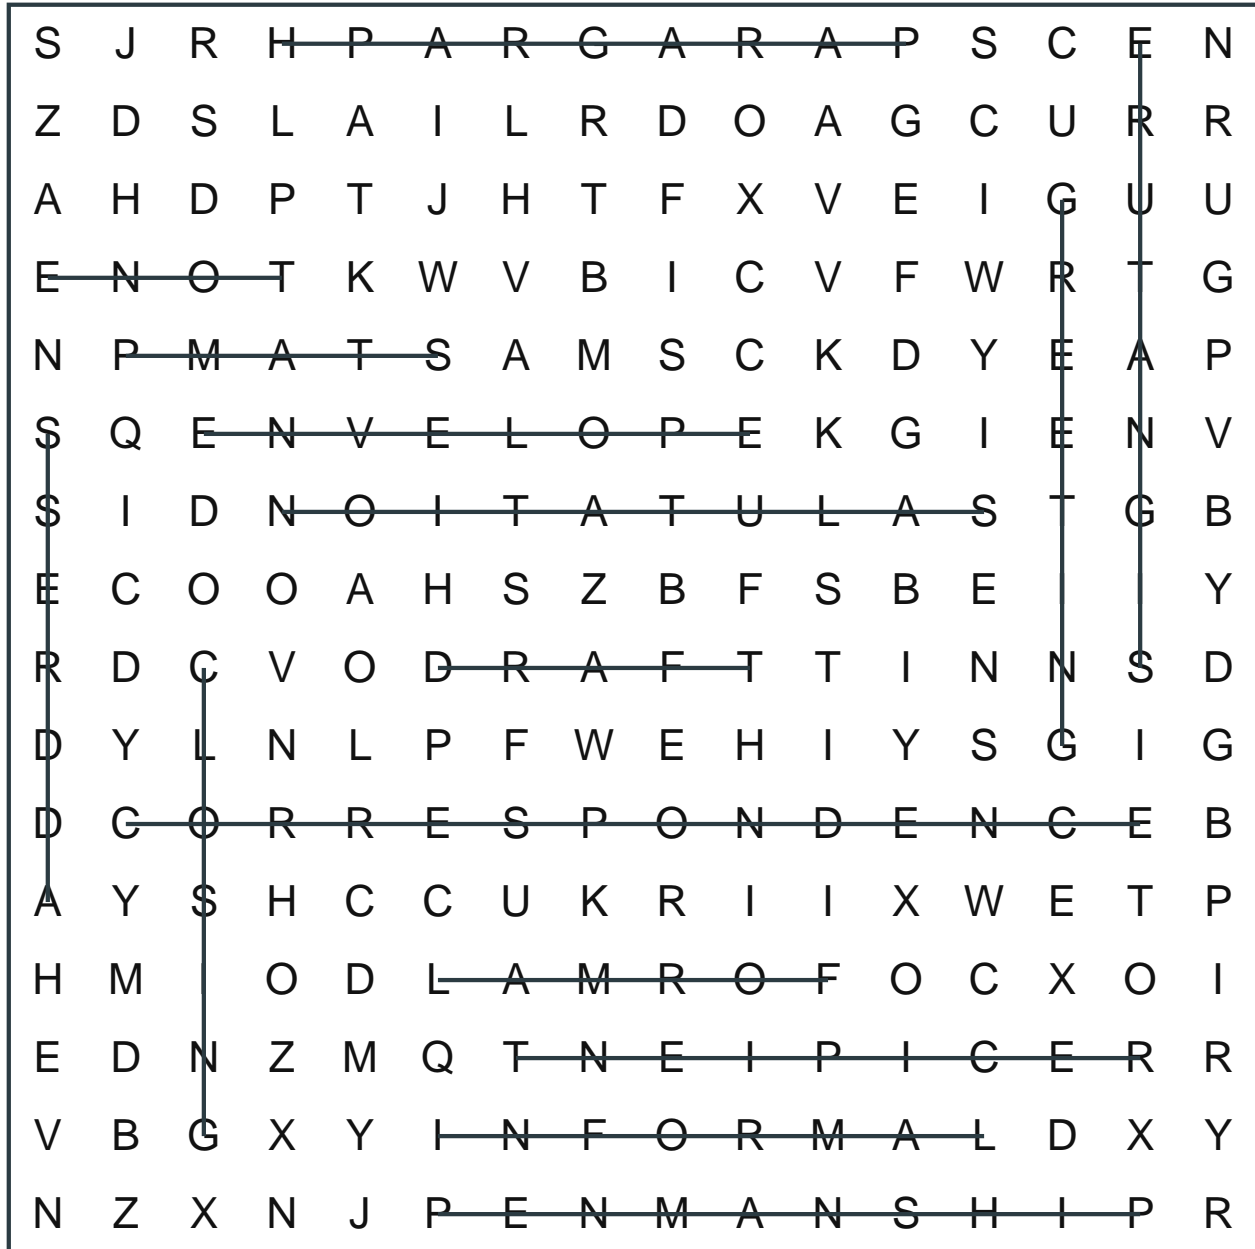 S J R H P A R G A R A P S C E N
Z D S L A I L R D O A G C U R R
A H D P T J H T F X V E I G U U
E N O T K W V B I C V F W R T G
N P M A T S A M S C K D Y E A P
S Q E N V E L O P E K G I E N V
S I D N O I T A T U L A S T G B
E C O O A H S Z B F S B E I I Y
R D C V O D R A F T T I N N S D
D Y L N L P F W E H I Y S G I G
D C O R R E S P O N D E N C E B
A Y S H C C U K R I I X W E T P
H M I O D L A M R O F O C X O I
E D N Z M Q T N E I P I C E R R
V B G X Y I N F O R M A L D X Y
N Z X N J P E N M A N S H I P R